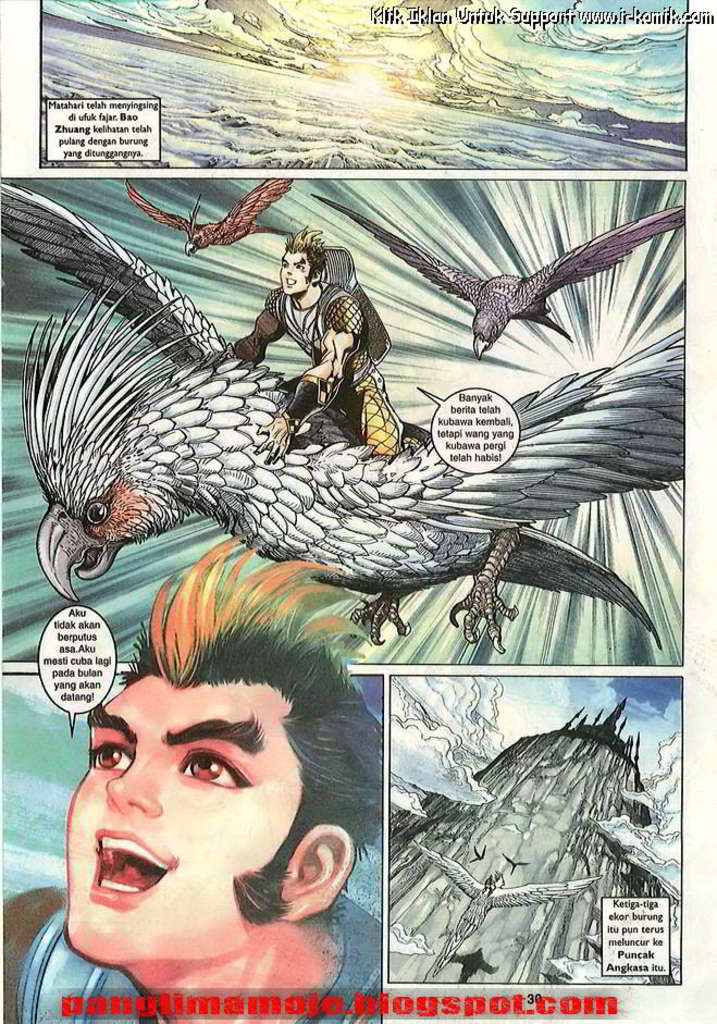 Klik Iklan Untuk Support www.i-komik.com
Matahari telah menyingsing
di ufuk fajar. Bao
Zhuang kelihatan telah
pulang dengan burung
yang ditunggangnya.
Banyak
berita telah
kubawa kembali,
tetapi wang yang
kubawa pergi
telah habis!
Aku
tidak akan
berputus
asa.Aku
mesti cuba lagi
pada bulan
yang akan
datang!
Ketiga-tiga
ekor burung
itu pun terus
meluncur ke
Puncak
Angkasa itu.
30
panglimamoje.blogspot.com